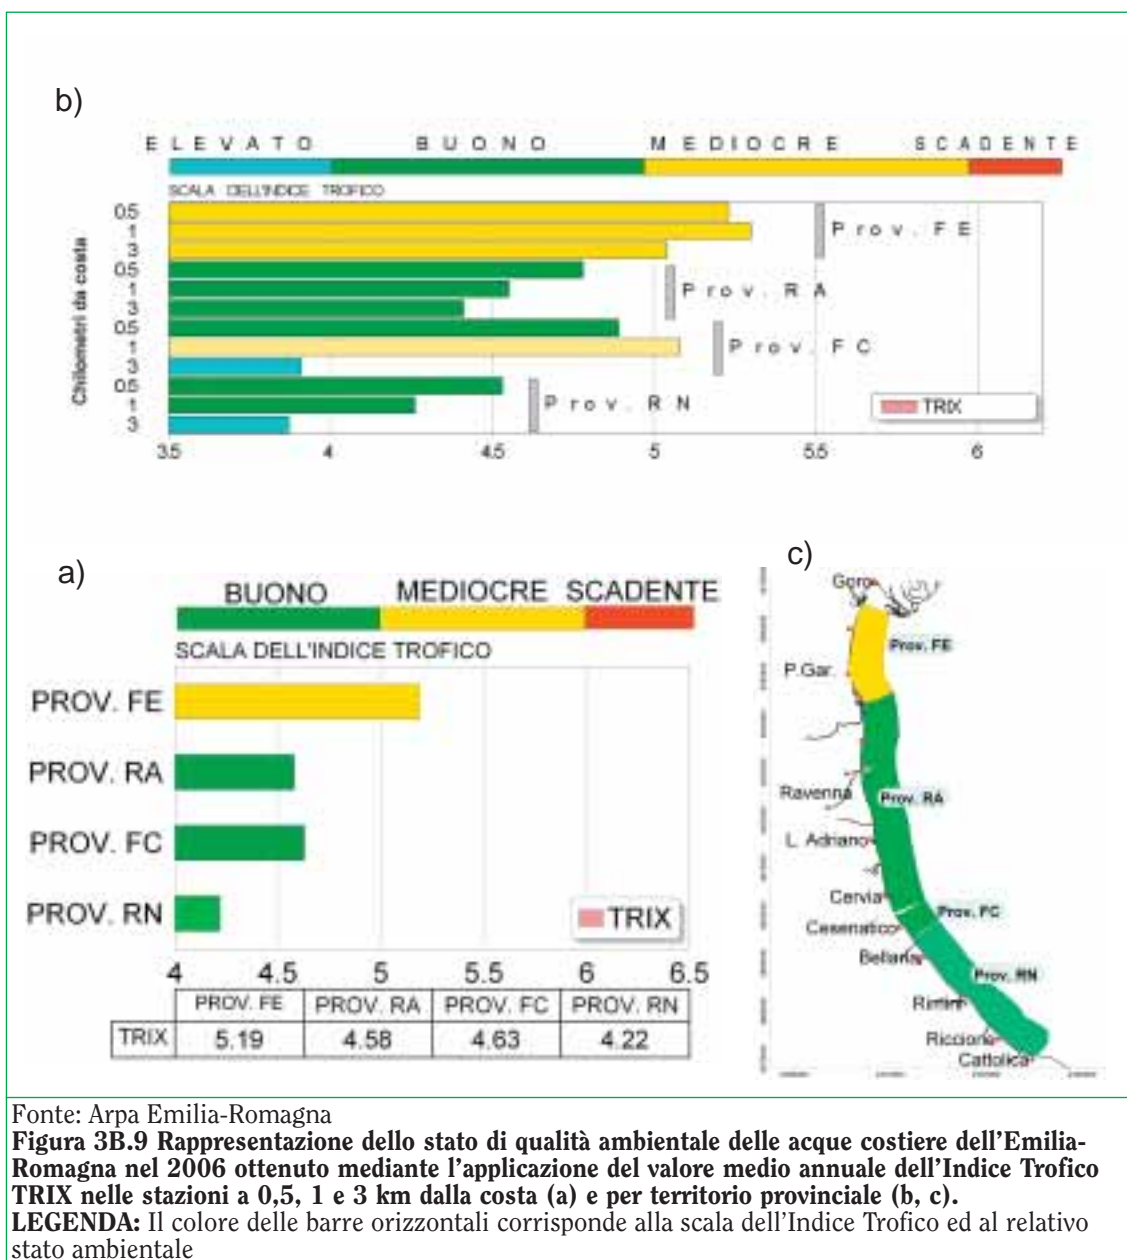 b)
ELEVATO BUONO MEDIOCRE SCADENTE
SCALA DELL'INDICE TROFICO
Chilometri da costa
0.5
1
3
Prov. FE
0.5
1
3
Prov. RA
0.5
1
3
Prov. FC
0.5
1
3
Prov. RN
TRIX
3.5 4 4.5 5 5.5 6
a)
BUONO MEDIOCRE SCADENTE
SCALA DELL'INDICE TROFICO
PROV. FE
PROV. RA
PROV. FC
PROV. RN
TRIX
4 4.5 5 5.5 6 6.5
PROV. FE PROV. RA PROV. FC PROV. RN
TRIX 5.19 4.58 4.63 4.22
c)
Goro
Prov. FE
P.Gar.
Ravenna
Prov. RA
L. Adriano
Cervia
Prov. FC
Cesenatico
Bellaria
Prov. RN
Rimini
Riccione
Cattolica
Fonte: Arpa Emilia-Romagna
Figura 3B.9 Rappresentazione dello stato di qualità ambientale delle acque costiere dell'Emilia-
Romagna nel 2006 ottenuto mediante l'applicazione del valore medio annuale dell'Indice Trofico
TRIX nelle stazioni a 0,5, 1 e 3 km dalla costa (a) e per territorio provinciale (b, c).
LEGENDA: Il colore delle barre orizzontali corrisponde alla scala dell'Indice Trofico ed al relativo
stato ambientale